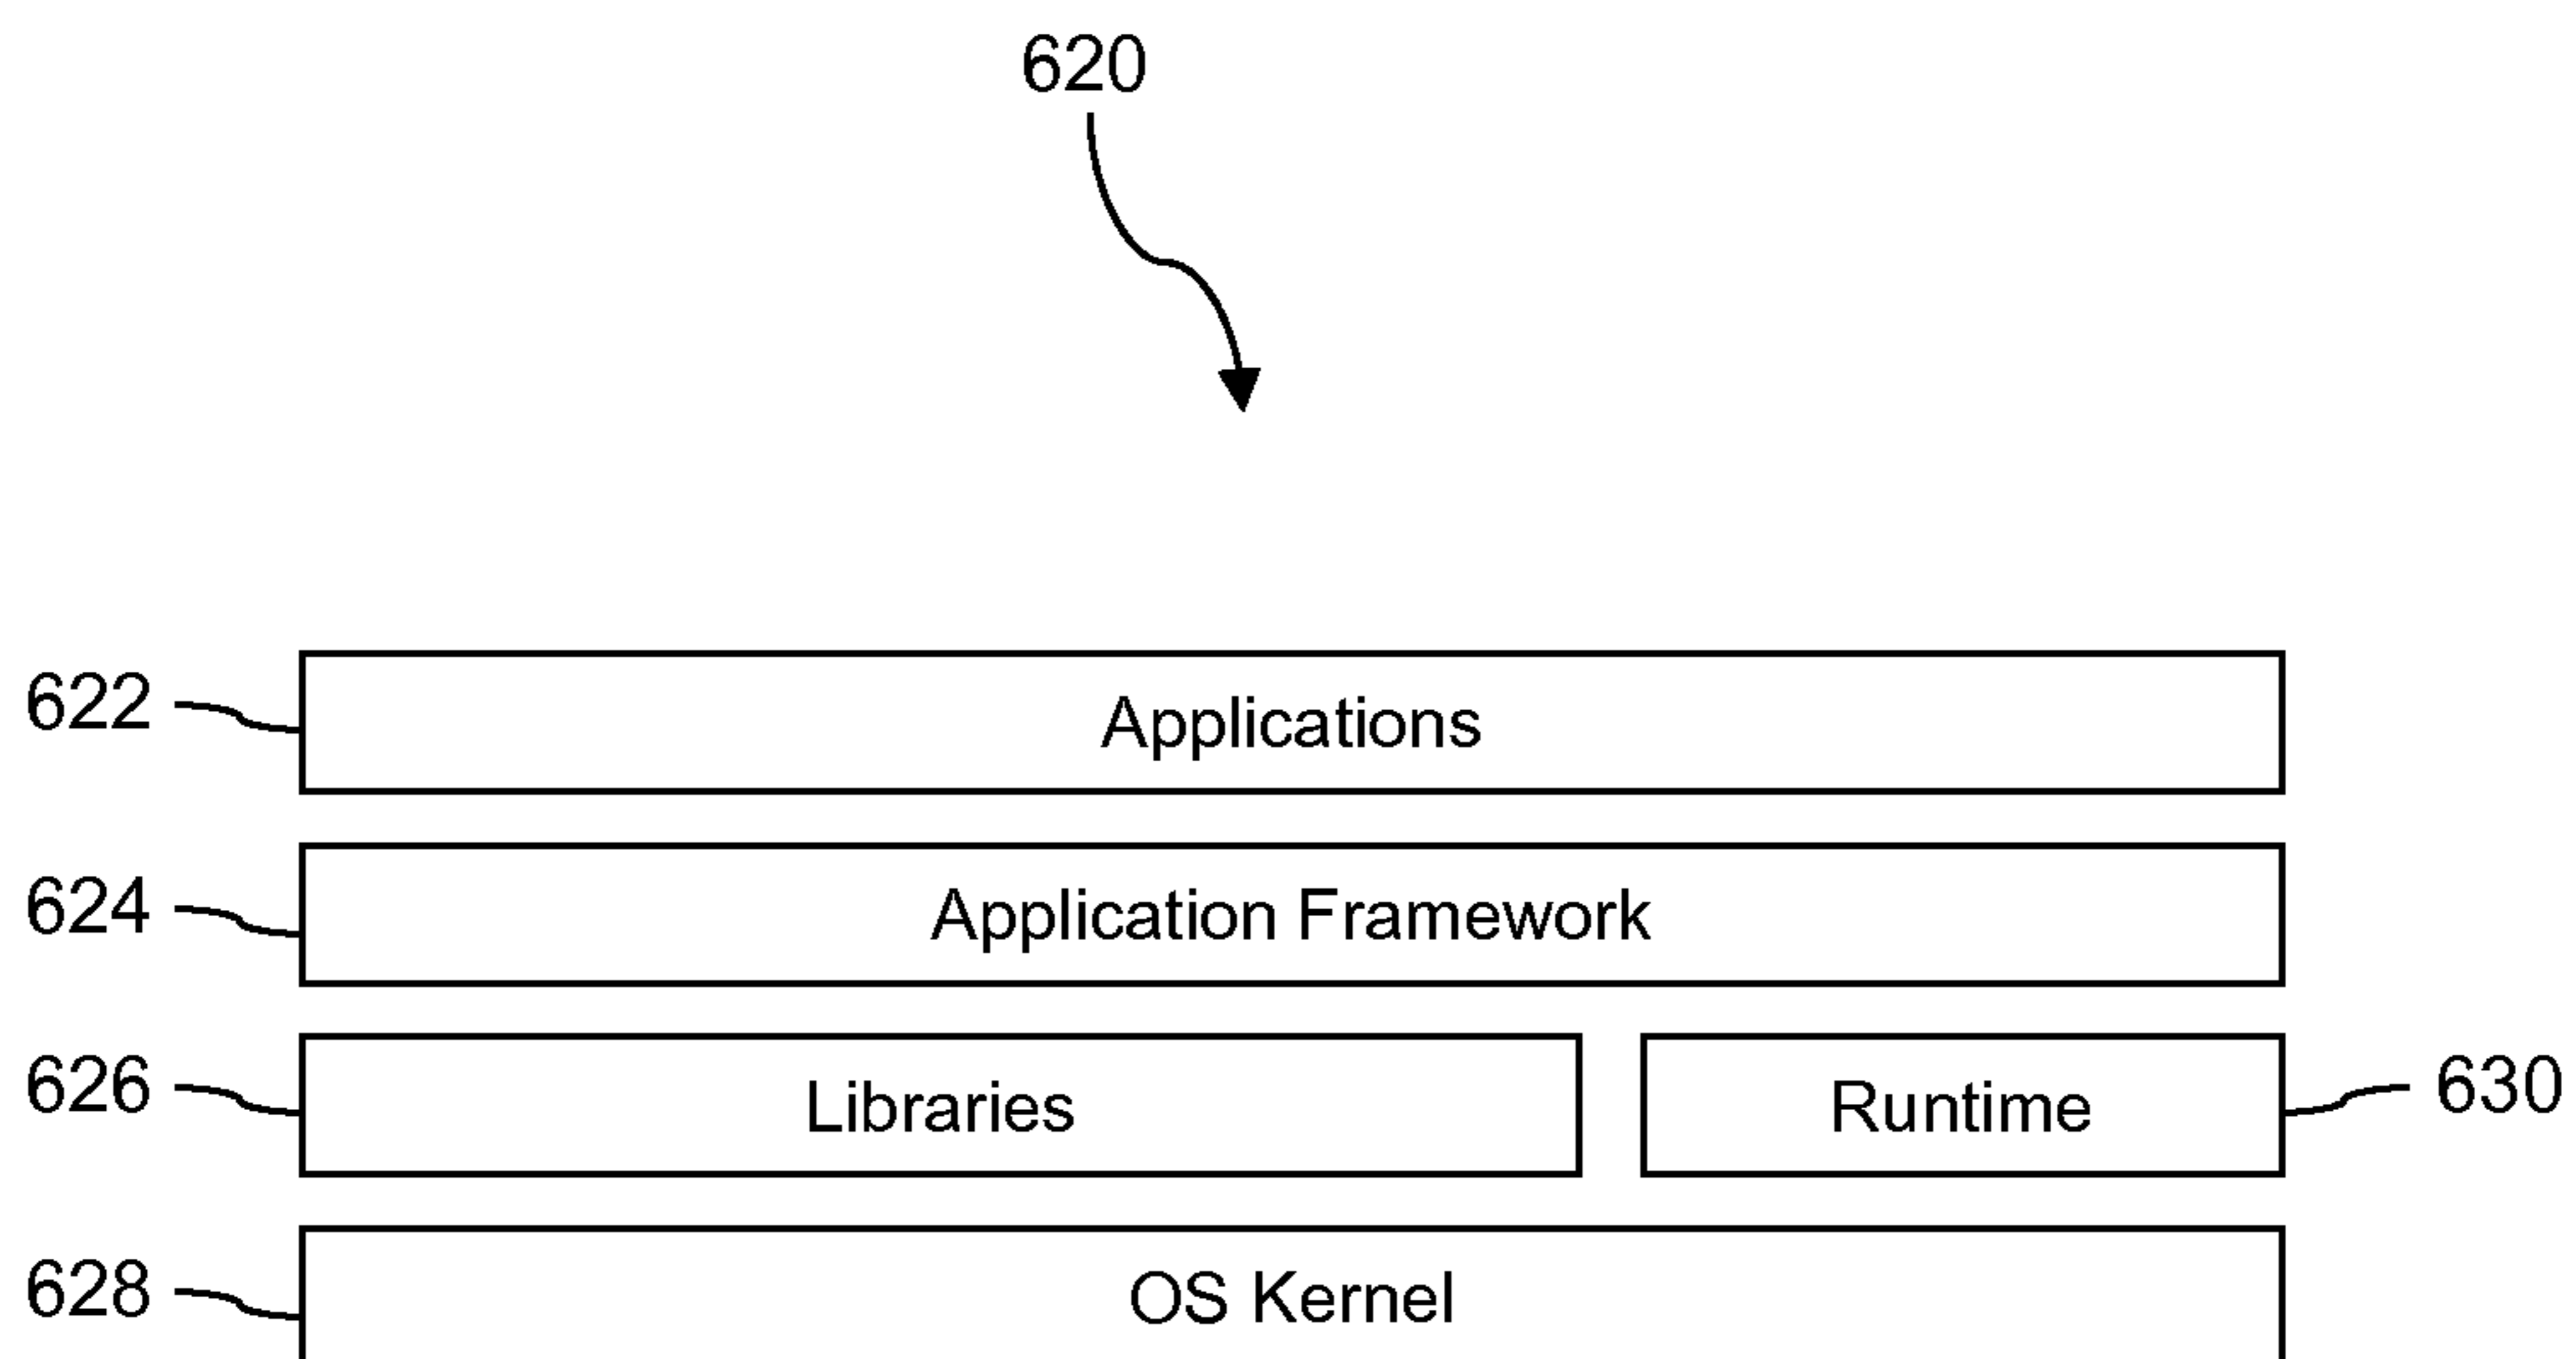 620
622 Applications
624 Application Framework
626 Libraries Runtime 630
628 OS Kernel